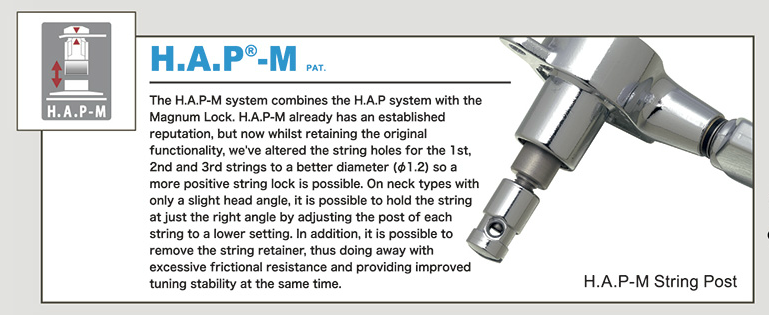 H.A.P-M
H.A.P®-M PAT.
The H.A.P-M system combines the H.A.P system with the
Magnum Lock. H.A.P-M already has an established
reputation, but now whilst retaining the original
functionality, we've altered the string holes for the 1st,
2nd and 3rd strings to a better diameter (φ1.2) so a
more positive string lock is possible. On neck types with
only a slight head angle, it is possible to hold the string
at just the right angle by adjusting the post of each
string to a lower setting. In addition, it is possible to
remove the string retainer, thus doing away with
excessive frictional resistance and providing improved
tuning stability at the same time.
H.A.P-M String Post